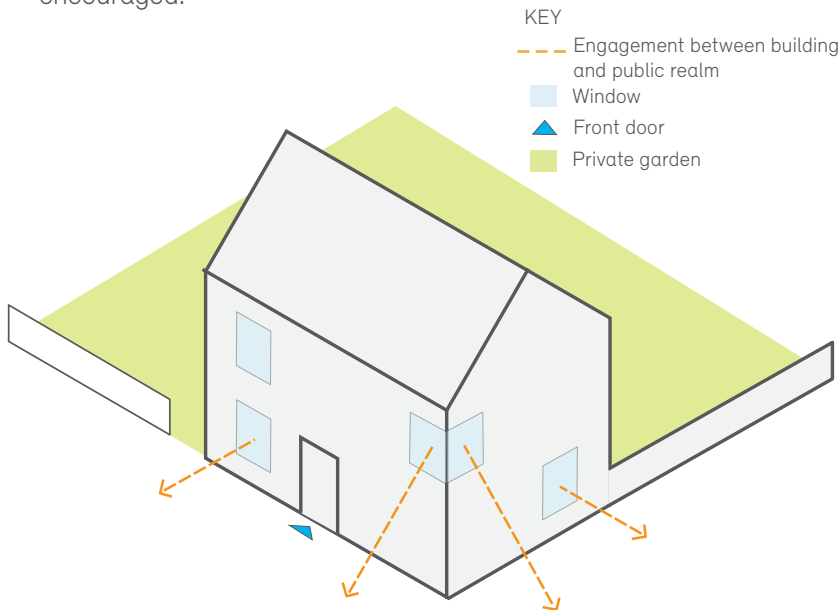 encouraged.
KEY
Engagement between building
and public realm
Window
Front door
Private garden